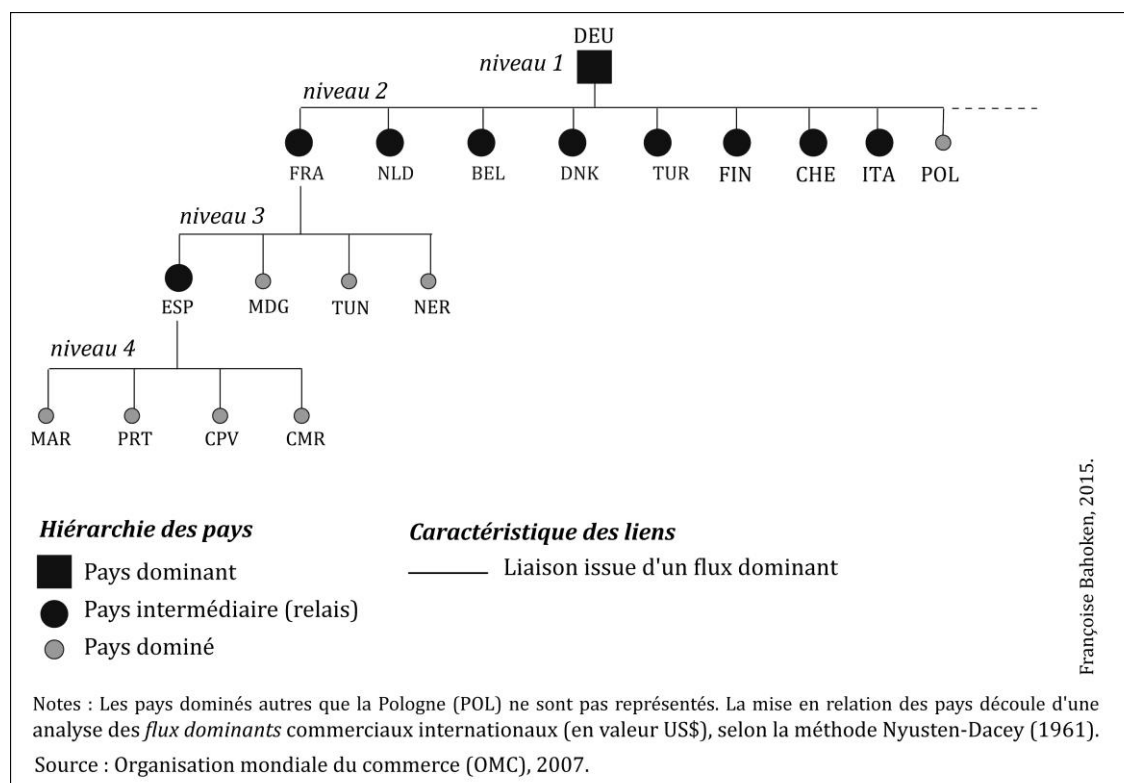 DEU
niveau 1
niveau 2
FRA NLD BEL DNK TUR FIN CHE ITA POL
niveau 3
ESP MDG TUN NER
niveau 4
MAR PRT CPV CMR
Hiérarchie des pays
Pays dominant
Pays intermédiaire (relais)
Pays dominé
Caractéristique des liens
Liaison issue d'un flux dominant
Françoise Bahoken, 2015.
Notes : Les pays dominés autres que la Pologne (POL) ne sont pas représentés. La mise en relation des pays découle d'une
analyse des flux dominants commerciaux internationaux (en valeur US$), selon la méthode Nyusten-Dacey (1961).
Source : Organisation mondiale du commerce (OMC), 2007.